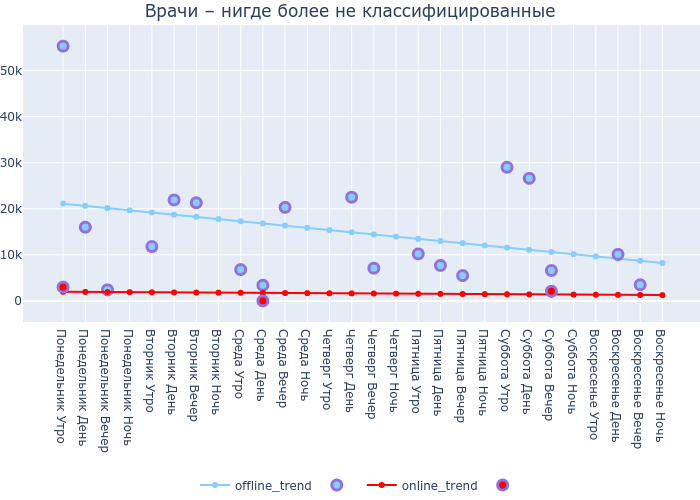 Врачи – нигде более не классифицированные
50k
40k
30k
20k
10k
0
Понедельник Утро
Понедельник День
Понедельник Вечер
Понедельник Ночь
Вторник Утро
Вторник День
Вторник Вечер
Вторник Ночь
Среда Утро
Среда День
Среда Вечер
Среда Ночь
Четверг Утро
Четверг День
Четверг Вечер
Четверг Ночь
Пятница Утро
Пятница День
Пятница Вечер
Пятница Ночь
Суббота Утро
Суббота День
Суббота Вечер
Суббота Ночь
Воскресенье Утро
Воскресенье День
Воскресенье Вечер
Воскресенье Ночь
offline_trend online_trend